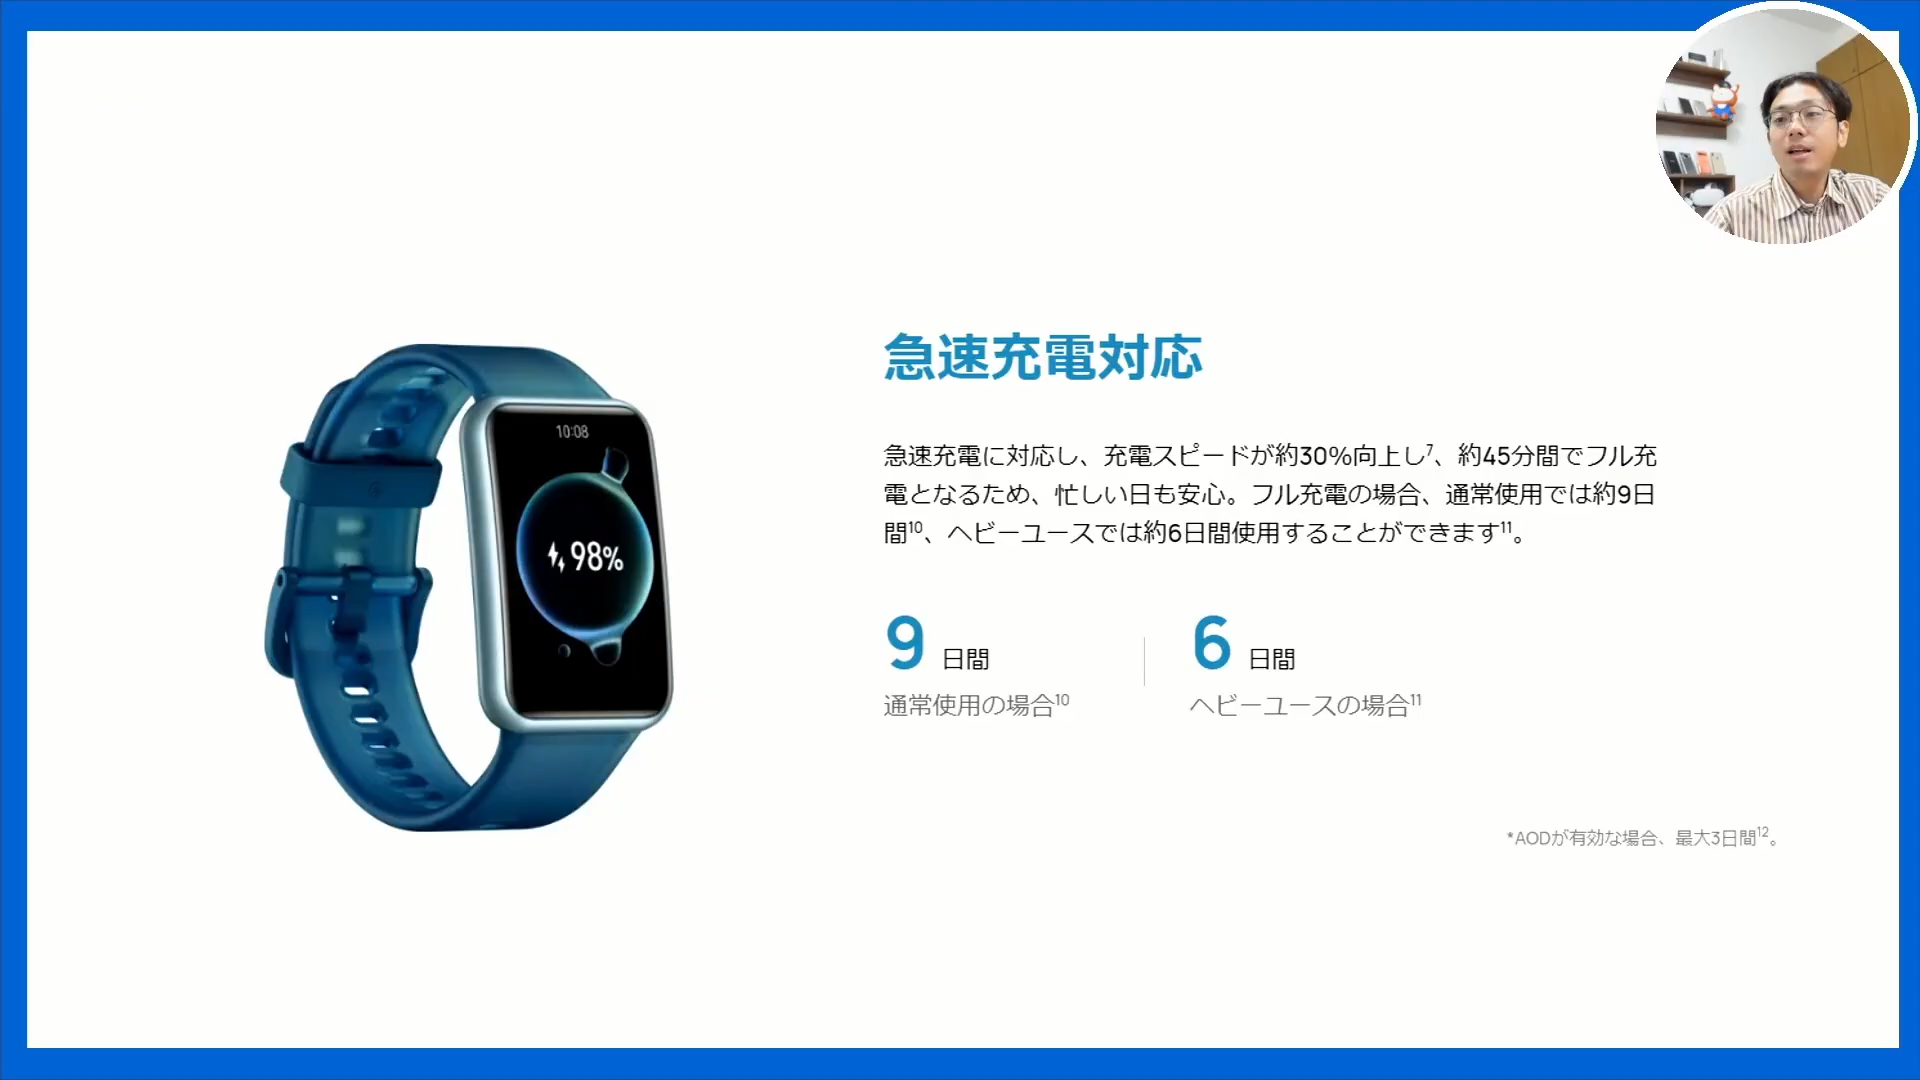 10:08
98%
急速充電対応
急速充電に対応し、充電スピードが約30%向上し⁷、約45分間でフル充
電となるため、忙しい日も安心。フル充電の場合、通常使用では約9日
間¹⁰、ヘビーユースでは約6日間使用することができます¹¹。
9 日間
通常使用の場合¹⁰
6 日間
ヘビーユースの場合¹¹
*AODが有効な場合、最大3日間¹²。